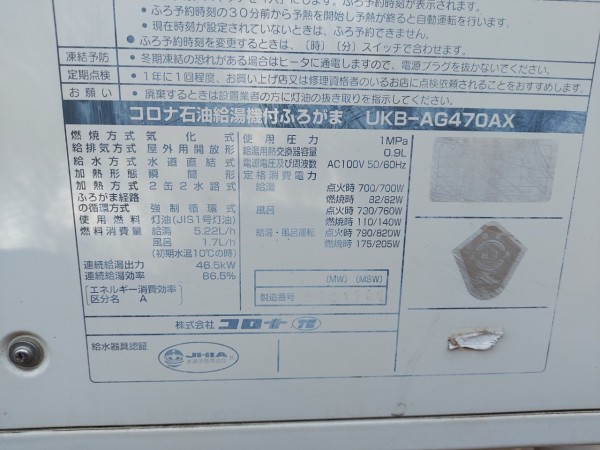 ふろ予約時刻の30分前から予熱を開始し予熱が終ると自動運転を行います。
• 現在時刻が設定されていないときは、ふろ予約できません。
• ふろ予約時刻を変更するときは、〔時〕〔分〕スイッチで合わせます。
凍結予防 • 冬期凍結の恐れがある場合はヒータに通電しますので、電源プラグを抜かないでください。
定期点検 • 1年に1回程度、お買い上げ店又は修理資格者のいるお店に点検依頼されることをおすすめします
お願い • 廃棄するときは設置業者の方に灯油の抜き取りを指示してください。
コロナ石油給湯機付ふろがま UKB-AG470AX
燃焼方式 気化式
給排気方式 屋外用開放形
給水方式 水道直結式
加熱形態 瞬間形
加熱方式 2缶2水路式
ふろがま経路
の循環方式 強制循環式
使用燃料 灯油(JIS1号灯油)
燃料消費量 給湯 5.22L/h
風呂 1.7L/h
(初期水温10℃の時)
連続給湯出力 46.5kW
連続給湯効率 86.5%
[エネルギー消費効率]
区分名 A
使用圧力 1MPa
給湯用熱交換器容量 0.9L
電源電圧及び周波数 AC100V 50/60Hz
定格消費電力
給湯 点火時 700/700W
燃焼時 82/82W
風呂 点火時 730/760W
燃焼時 110/140W
給湯・風呂運転 点火時 790/820W
燃焼時 175/205W
(MW) (MSW)
製造番号
株式会社 コロナ
給水器具認証 JHIA